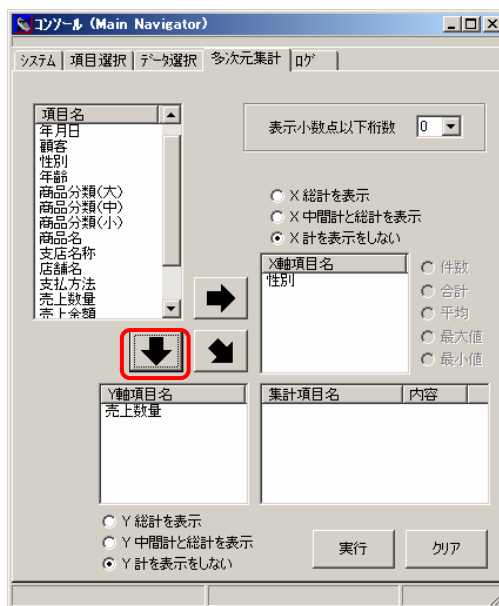 コンソール (Main Navigator)
システム 項目選択 データ選択 多次元集計 ログ
項目名
年月日
顧客
性別
年齢
商品分類(大)
商品分類(中)
商品分類(小)
商品名
支店名称
店舗名
支払方法
売上数量
売上金額
表示小数点以下桁数 0
X 総計を表示
X 中間計と総計を表示
X 計を表示をしない
X軸項目名
性別
件数
合計
平均
最大値
最小値
Y軸項目名
売上数量
集計項目名 内容
Y 総計を表示
Y 中間計と総計を表示
Y 計を表示をしない
実行 クリア